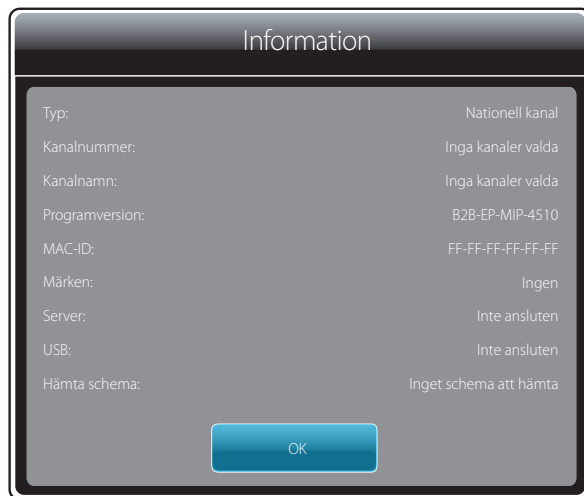 Information
Typ: Nationell kanal
Kanalnummer: Inga kanaler valda
Kanalnamn: Inga kanaler valda
Programversion: B2B-EP-MIP-4510
MAC-ID: FF-FF-FF-FF-FF-FF
Märken: Ingen
Server: Inte ansluten
USB: Inte ansluten
Hämta schema: Inget schema att hämta
OK